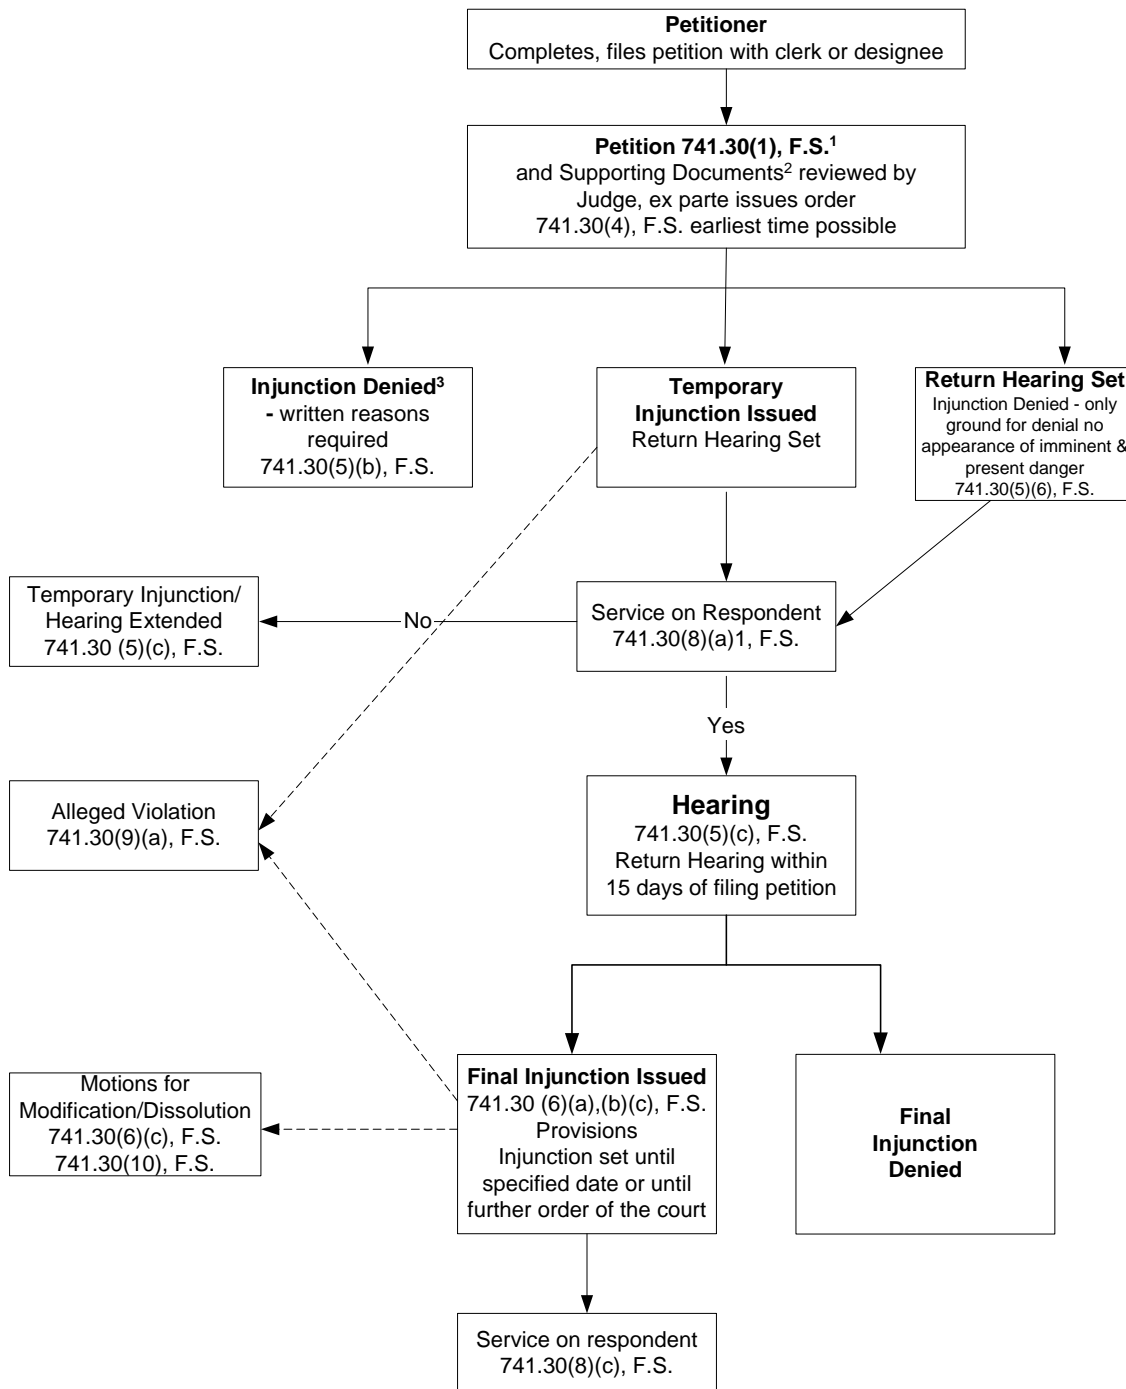 Petitioner
Completes, files petition with clerk or designee
Petition 741.30(1), F.S.¹
and Supporting Documents² reviewed by
Judge, ex parte issues order
741.30(4), F.S. earliest time possible
Injunction Denied³
- written reasons
required
741.30(5)(b), F.S.
Temporary
Injunction Issued
Return Hearing Set
Return Hearing Set
Injunction Denied - only
ground for denial no
appearance of imminent &
present danger
741.30(5)(6), F.S.
Temporary Injunction/
Hearing Extended
741.30 (5)(c), F.S.
No
Service on Respondent
741.30(8)(a)1, F.S.
Yes
Alleged Violation
741.30(9)(a), F.S.
Hearing
741.30(5)(c), F.S.
Return Hearing within
15 days of filing petition
Motions for
Modification/Dissolution
741.30(6)(c), F.S.
741.30(10), F.S.
Final Injunction Issued
741.30 (6)(a),(b)(c), F.S.
Provisions
Injunction set until
specified date or until
further order of the court
Final
Injunction
Denied
Service on respondent
741.30(8)(c), F.S.